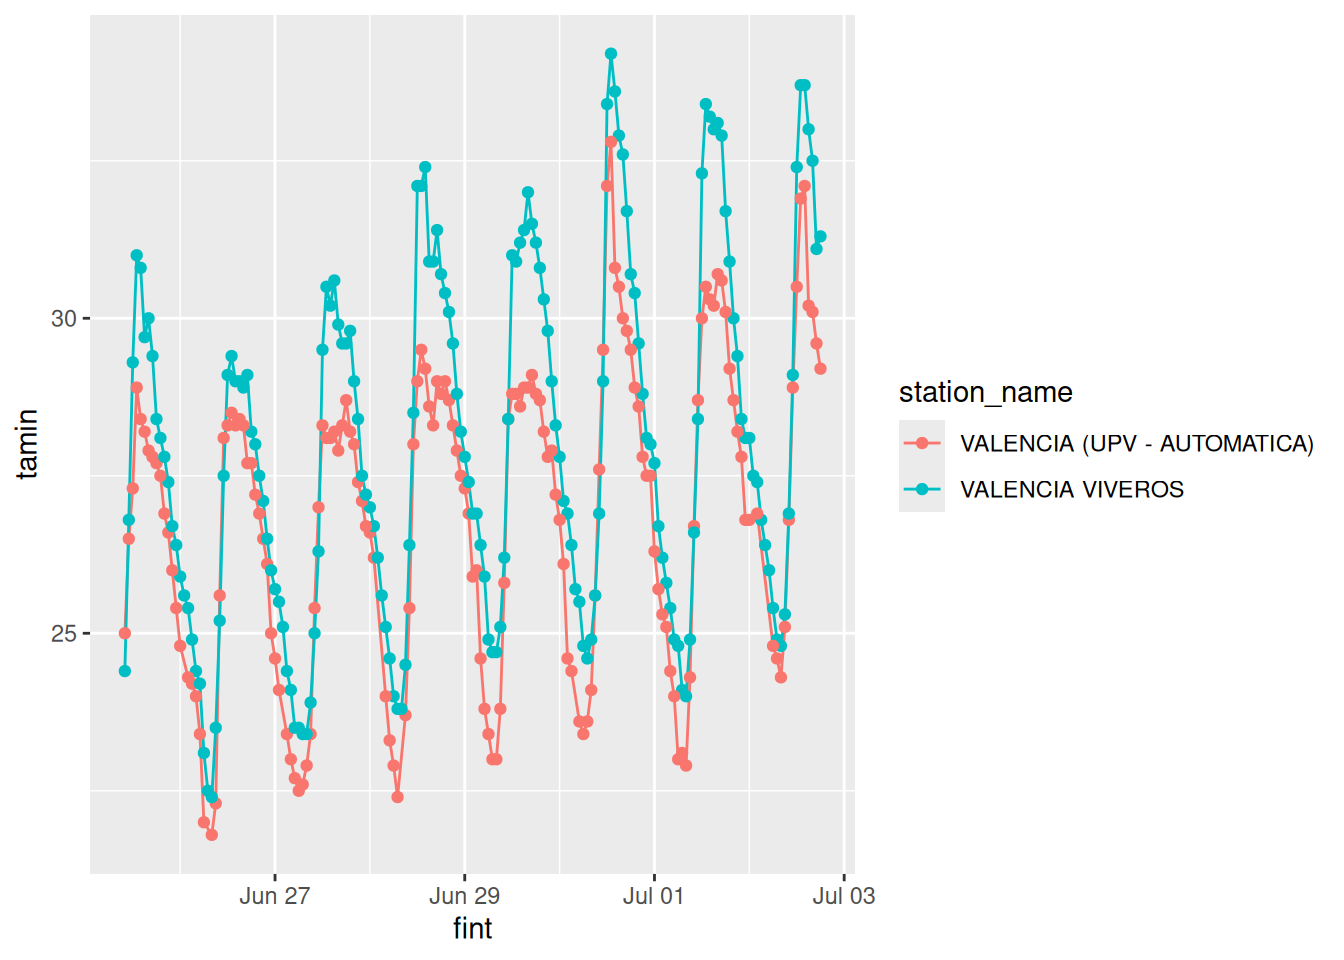 30
25
tamin
Jun 27
Jun 29
Jul 01
Jul 03
fint
station_name
VALENCIA (UPV - AUTOMATICA)
VALENCIA VIVEROS